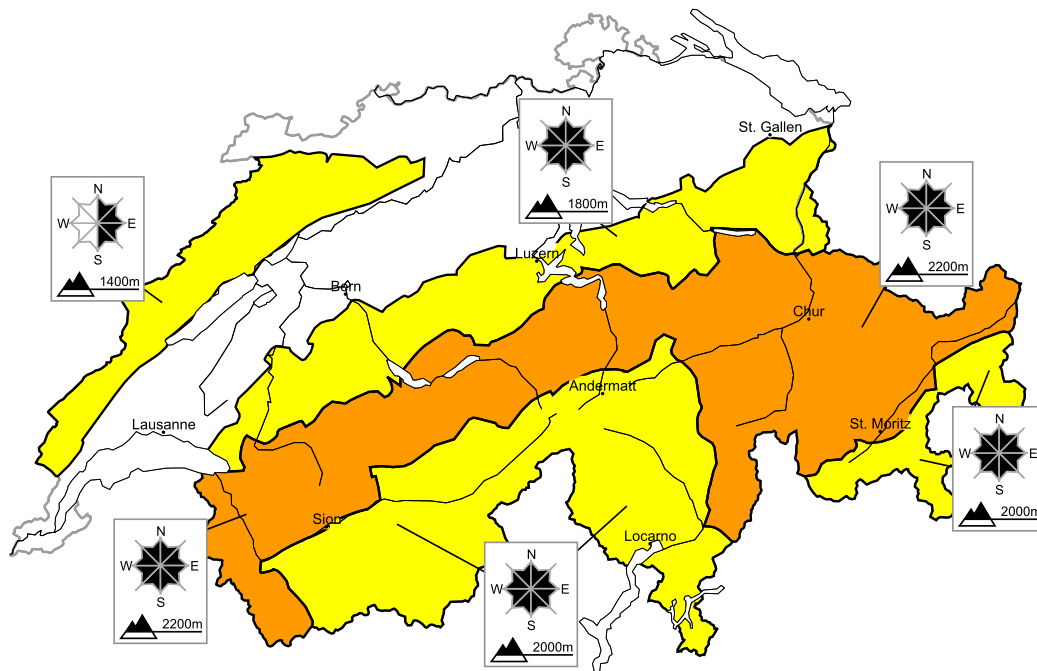 N
W E
S
1800m
St. Gallen
N
W E
S
1400m
N
W E
S
2200m
Luzern
Bern
Chur
Andermatt
Lausanne
St. Moritz
N
W E
S
2000m
Sion
N
W E
S
2200m
Locarno
N
W E
S
2000m